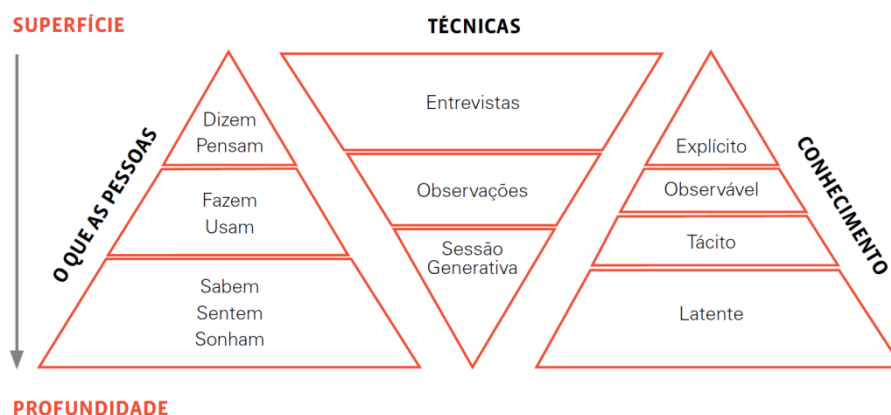 SUPERFÍCIE
TÉCNICAS
O QUE AS PESSOAS
Dizem
Pensam
Fazem
Usam
Sabem
Sentem
Sonham
Entrevistas
Observações
Sessão
Generativa
Explícito
Observável
Tácito
Latente
CONHECIMENTO
PROFUNDIDADE